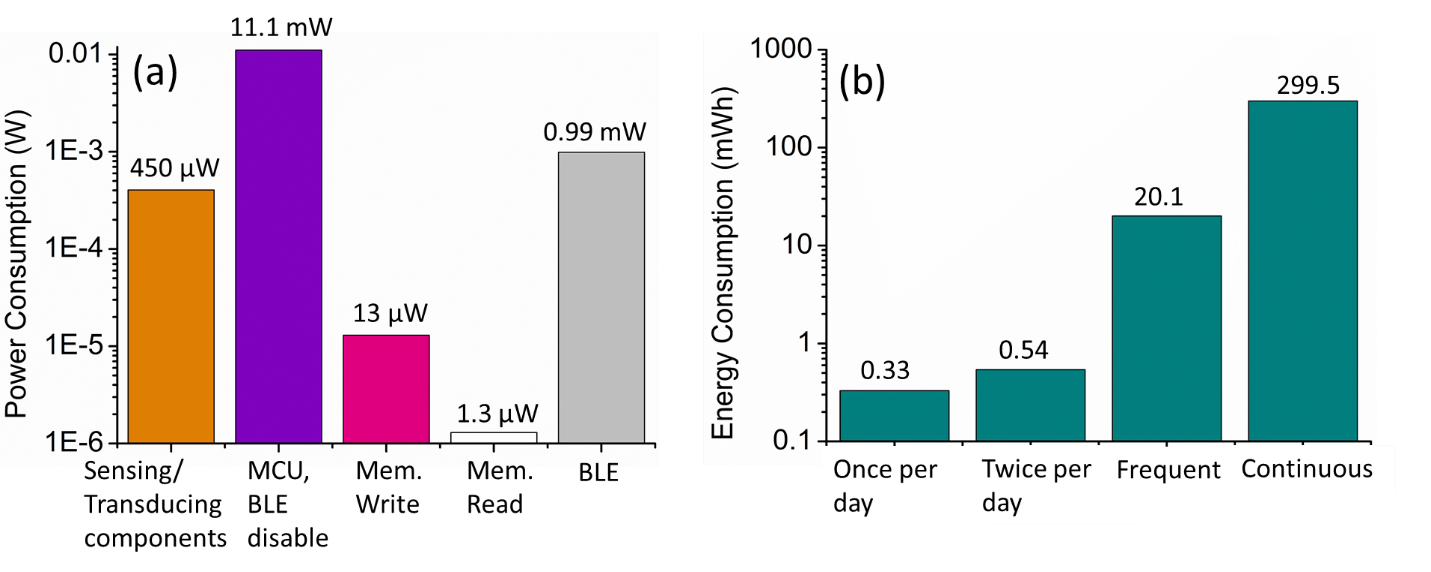 (a)
Power Consumption (W)
0.01
1E-3
1E-4
1E-5
1E-6
450 µW
11.1 mW
13 µW
1.3 µW
0.99 mW
Sensing/
Transducing
components
MCU,
BLE
disable
Mem.
Write
Mem.
Read
BLE
(b)
Energy Consumption (mWh)
1000
100
10
1
0.1
0.33
0.54
20.1
299.5
Once per
day
Twice per
day
Frequent
Continuous